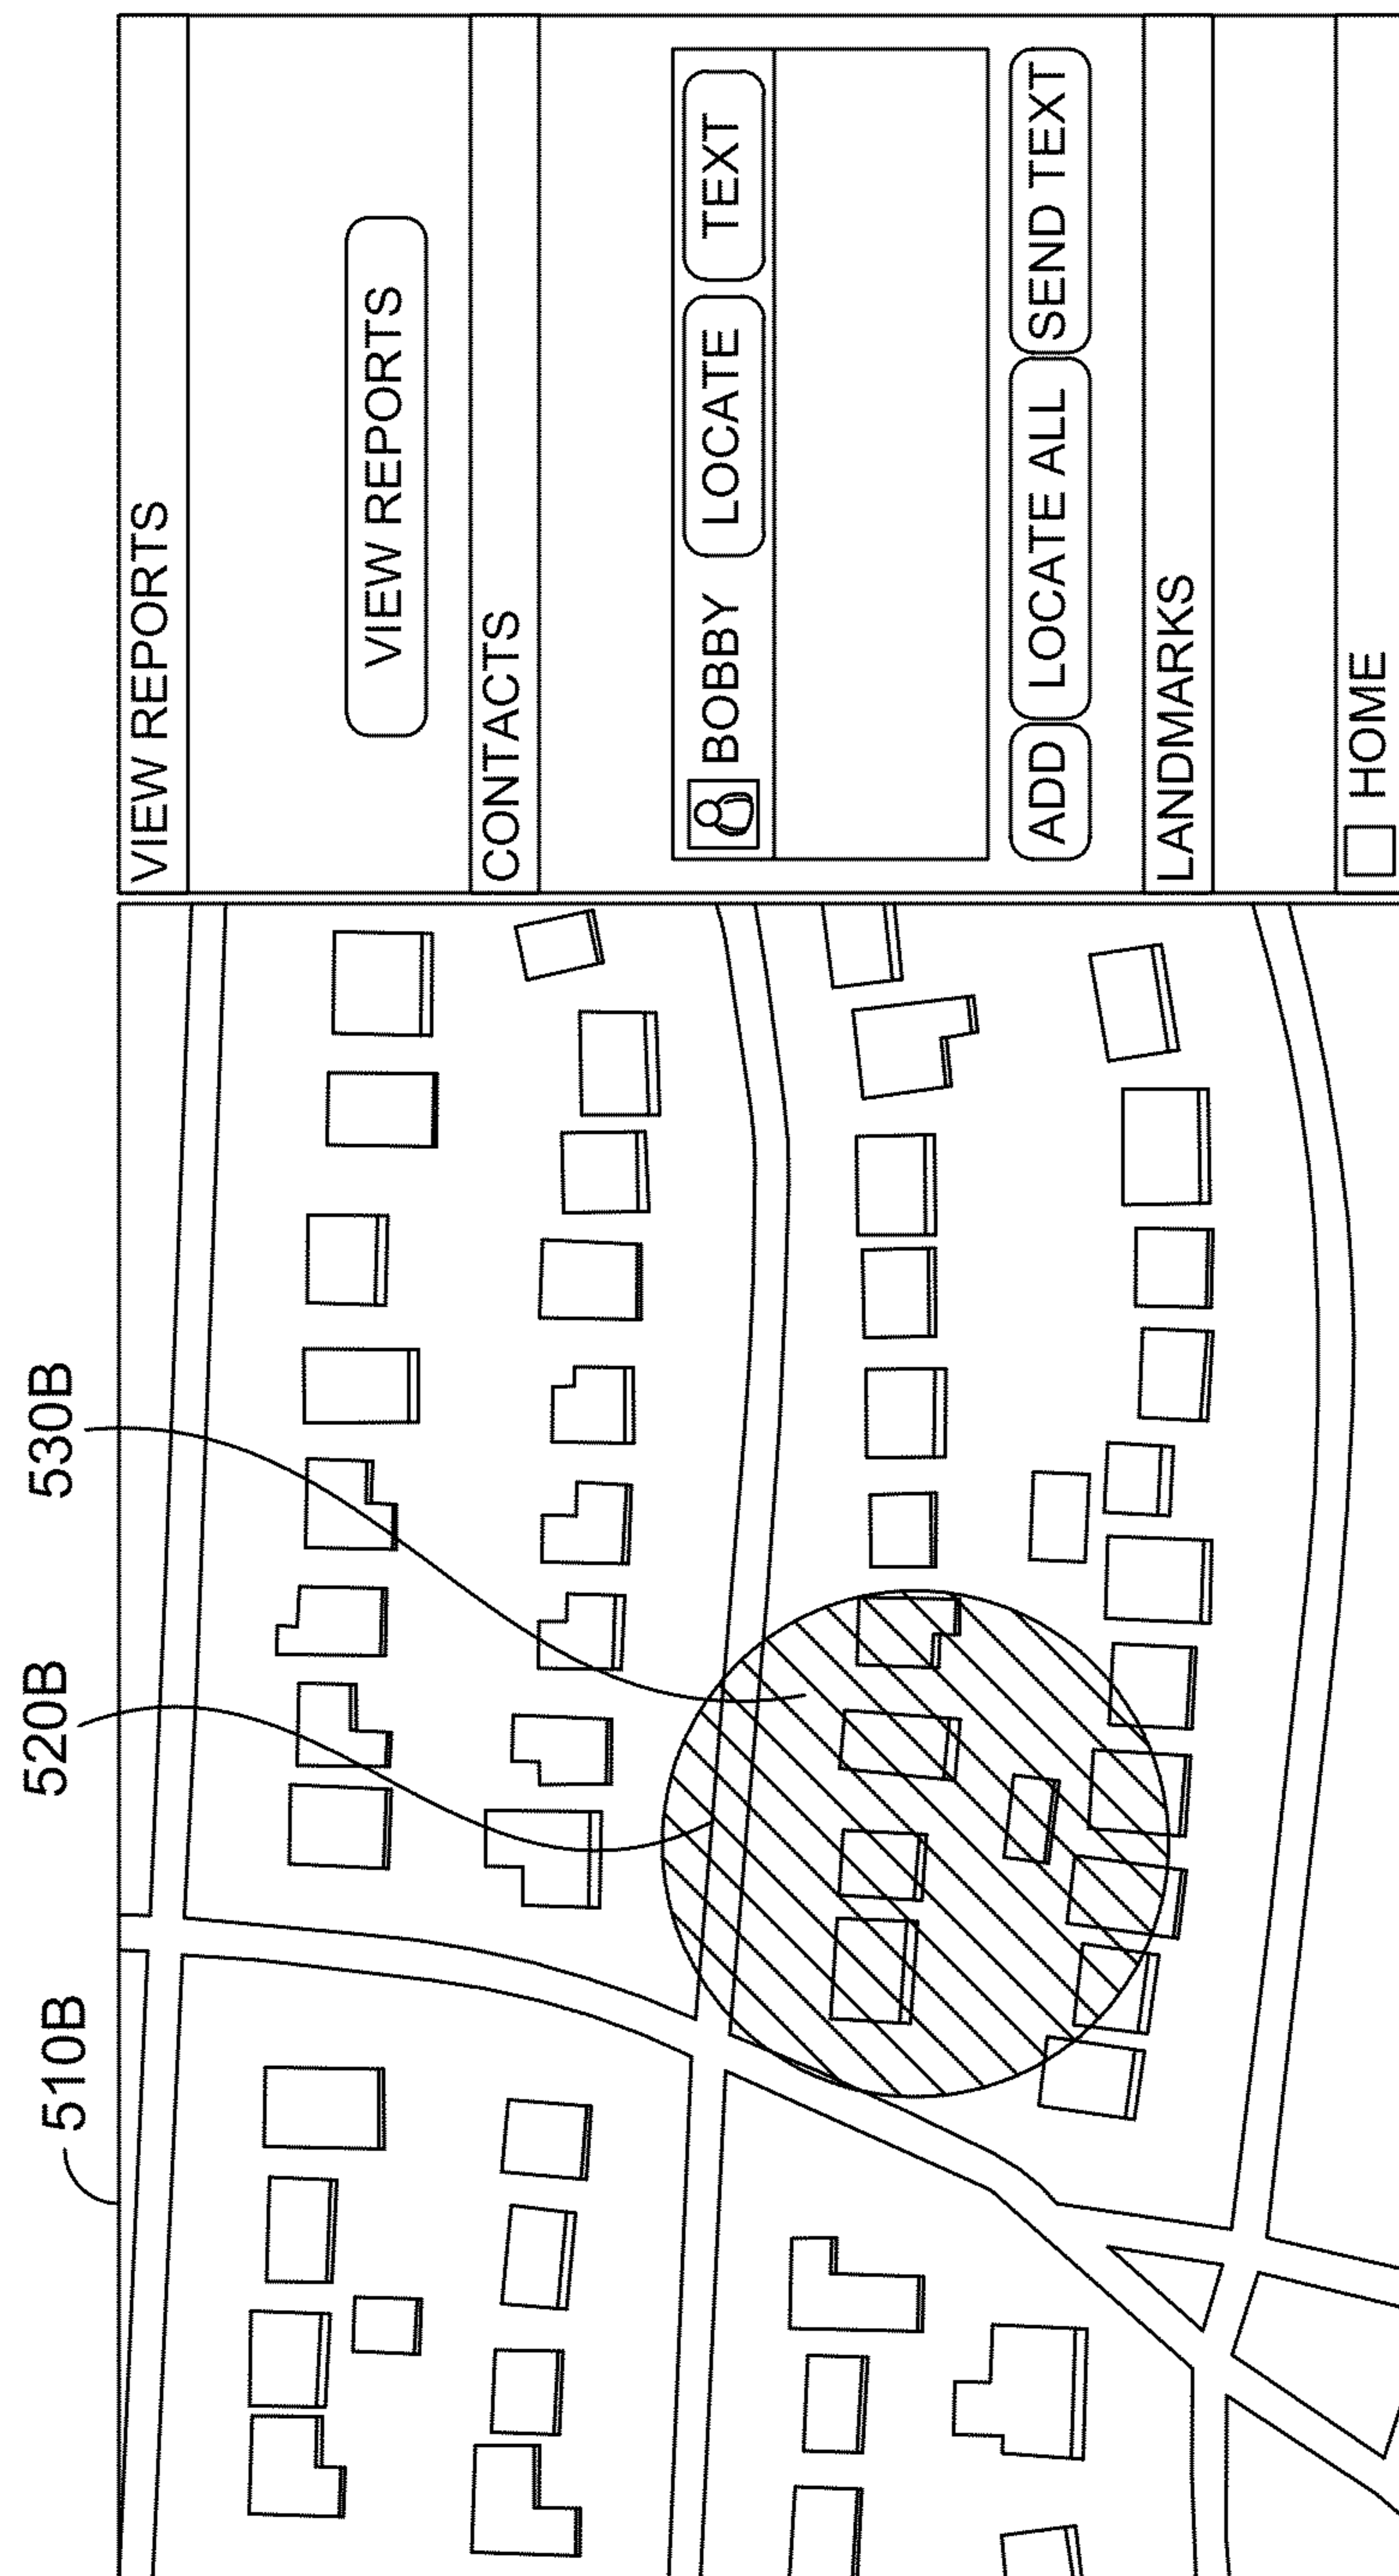 510B
520B
530B
VIEW REPORTS
VIEW REPORTS
CONTACTS
BOBBY LOCATE TEXT
ADD LOCATE ALL SEND TEXT
LANDMARKS
HOME